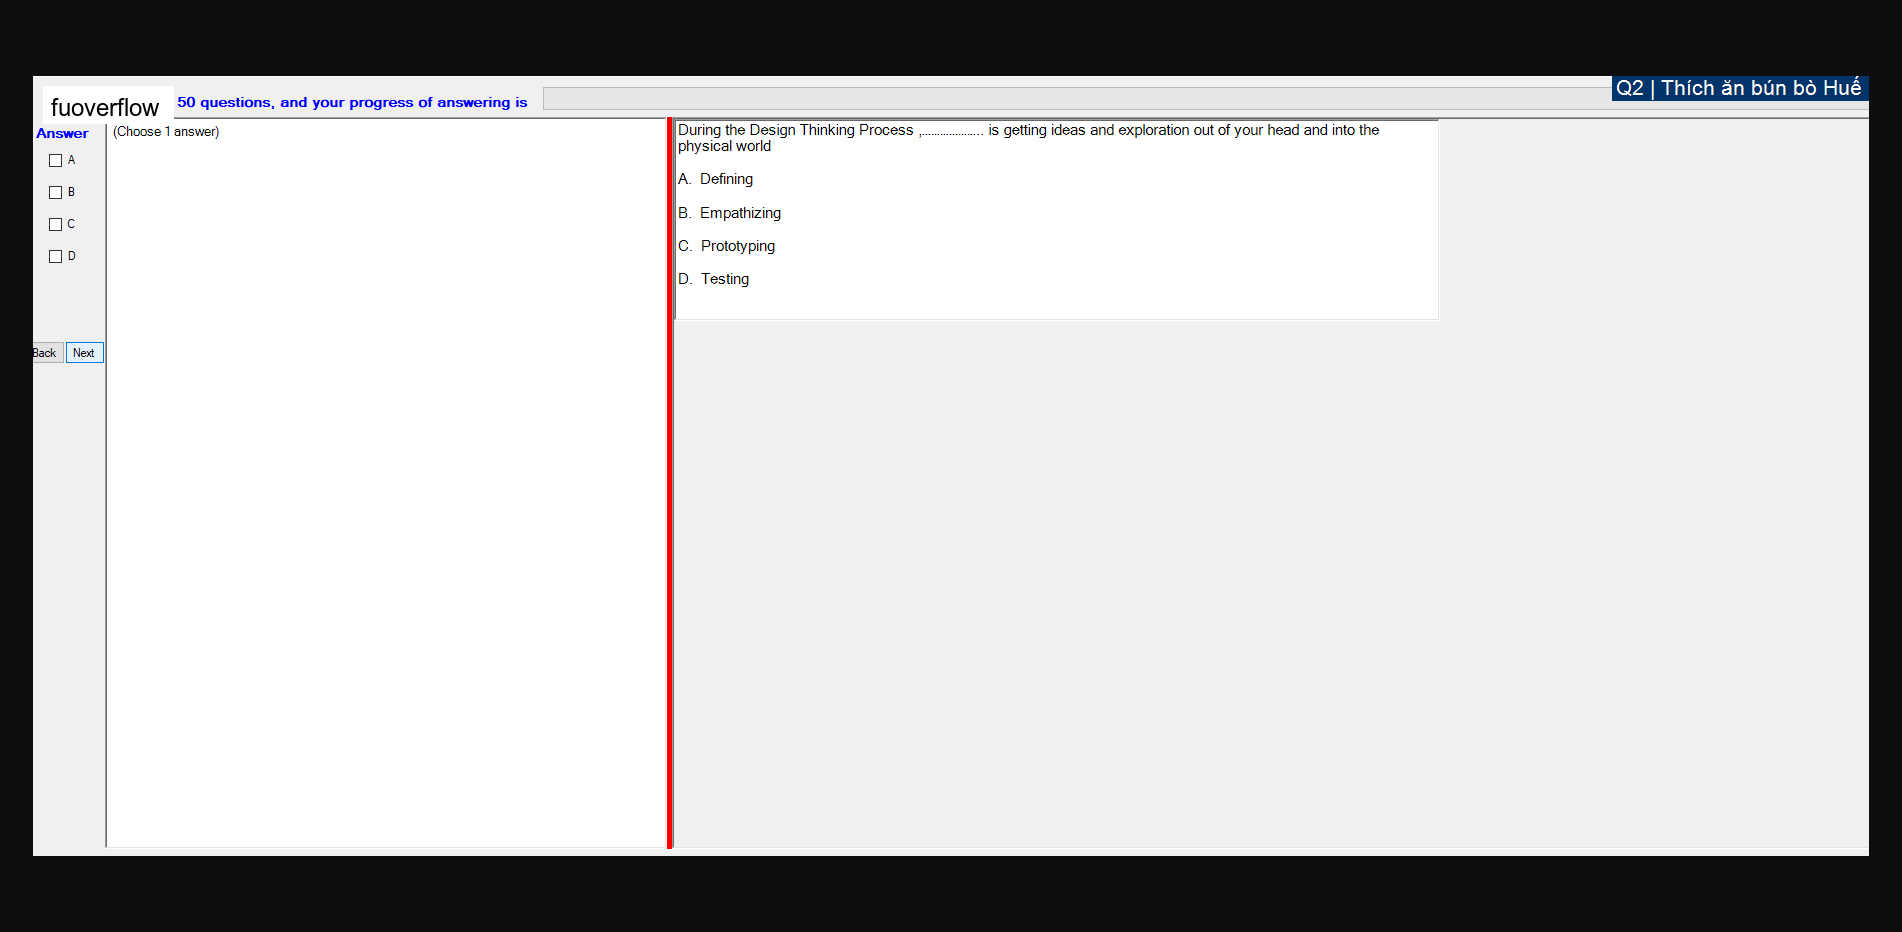 Q2 | Thích ăn bún bò Huế
fuoverflow
50 questions, and your progress of answering is
Answer
(Choose 1 answer)
A
B
C
D
Back
Next
During the Design Thinking Process ,..................... is getting ideas and exploration out of your head and into the
physical world
A. Defining
B. Empathizing
C. Prototyping
D. Testing